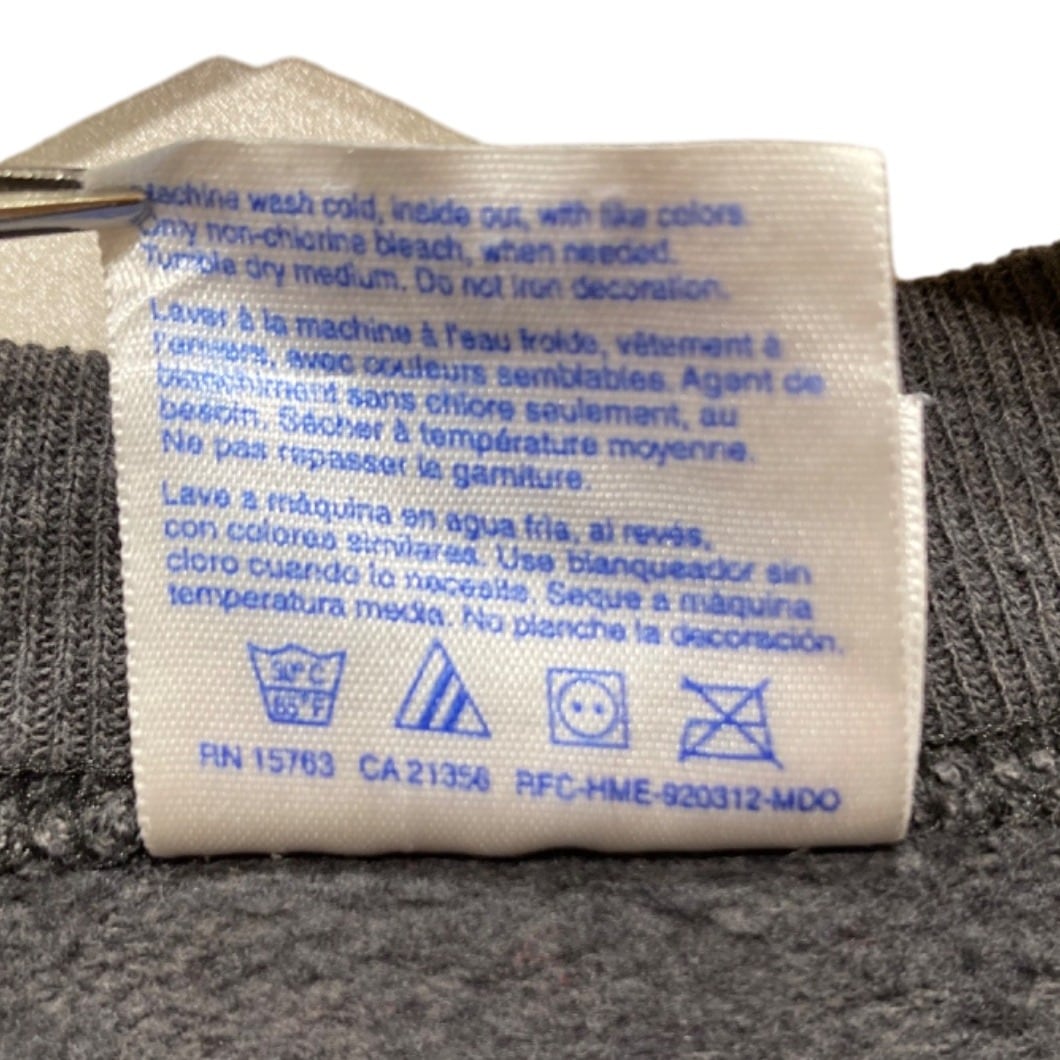 Machine wash cold, inside out, with like colors.
Only non-chlorine bleach, when needed.
Tumble dry medium. Do not iron decoration.
Laver à la machine à l'eau froide, vêtement à
l'envers, avec couleurs semblables. Agent de
blanchiment sans chlore seulement, au
besoin. Sécher à température moyenne.
Ne pas repasser la garniture.
Lave a máquina en agua fría, al revés,
con colores similares. Use blanqueador sin
cloro cuando lo necesite. Seque a máquina
temperatura media. No planche la decoración.
30°C
65°F
RN 15763 CA 21356 RFC-HME-920312-MDO